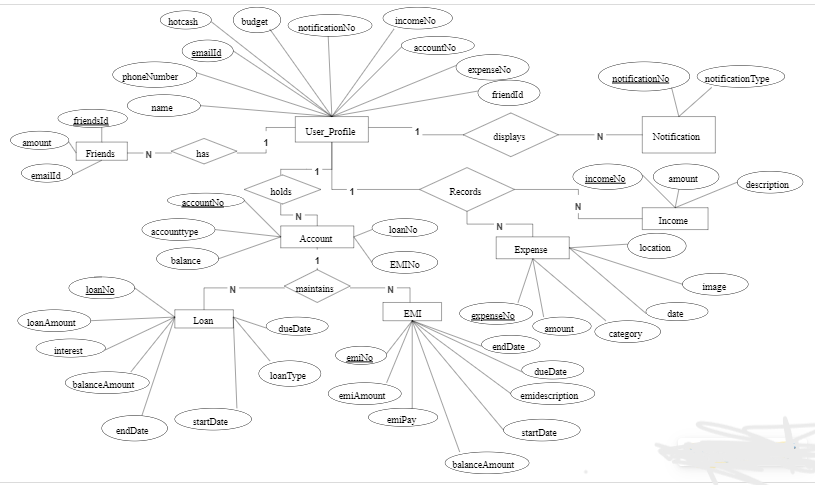 hotcash
budget
notificationNo
incomeNo
emailId
accountNo
phoneNumber
expenseNo
name
friendId
notificationNo
notificationType
friendsId
amount
emailId
Friends
N
has
1
User_Profile
1
displays
N
Notification
1
holds
N
1
Records
N
N
incomeNo
amount
description
Income
accountNo
accounttype
balance
Account
loanNo
EMINo
Expense
location
image
date
category
amount
expenseNo
1
N
maintains
N
loanNo
loanAmount
interest
balanceAmount
endDate
startDate
loanType
dueDate
Loan
EMI
emiNo
emiAmount
emiPay
balanceAmount
startDate
emidescription
dueDate
endDate